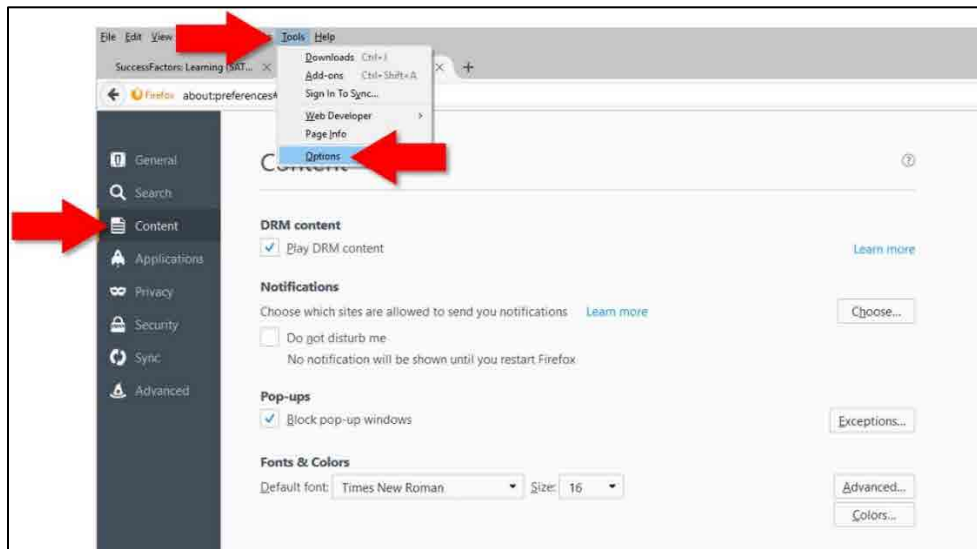 File Edit View Tools Help
SuccessFactors: Learning (SAT...
Firefox about:preferences#
Downloads Ctrl+J
Add-ons Ctrl+Shift+A
Sign In To Sync...
Web Developer
Page Info
Options
General
Search
Content
Applications
Privacy
Security
Sync
Advanced
DRM content
Play DRM content
Learn more
Notifications
Choose which sites are allowed to send you notifications Learn more
Choose...
Do not disturb me
No notification will be shown until you restart Firefox
Pop-ups
Block pop-up windows
Exceptions...
Fonts & Colors
Default font: Times New Roman Size: 16
Advanced...
Colors...